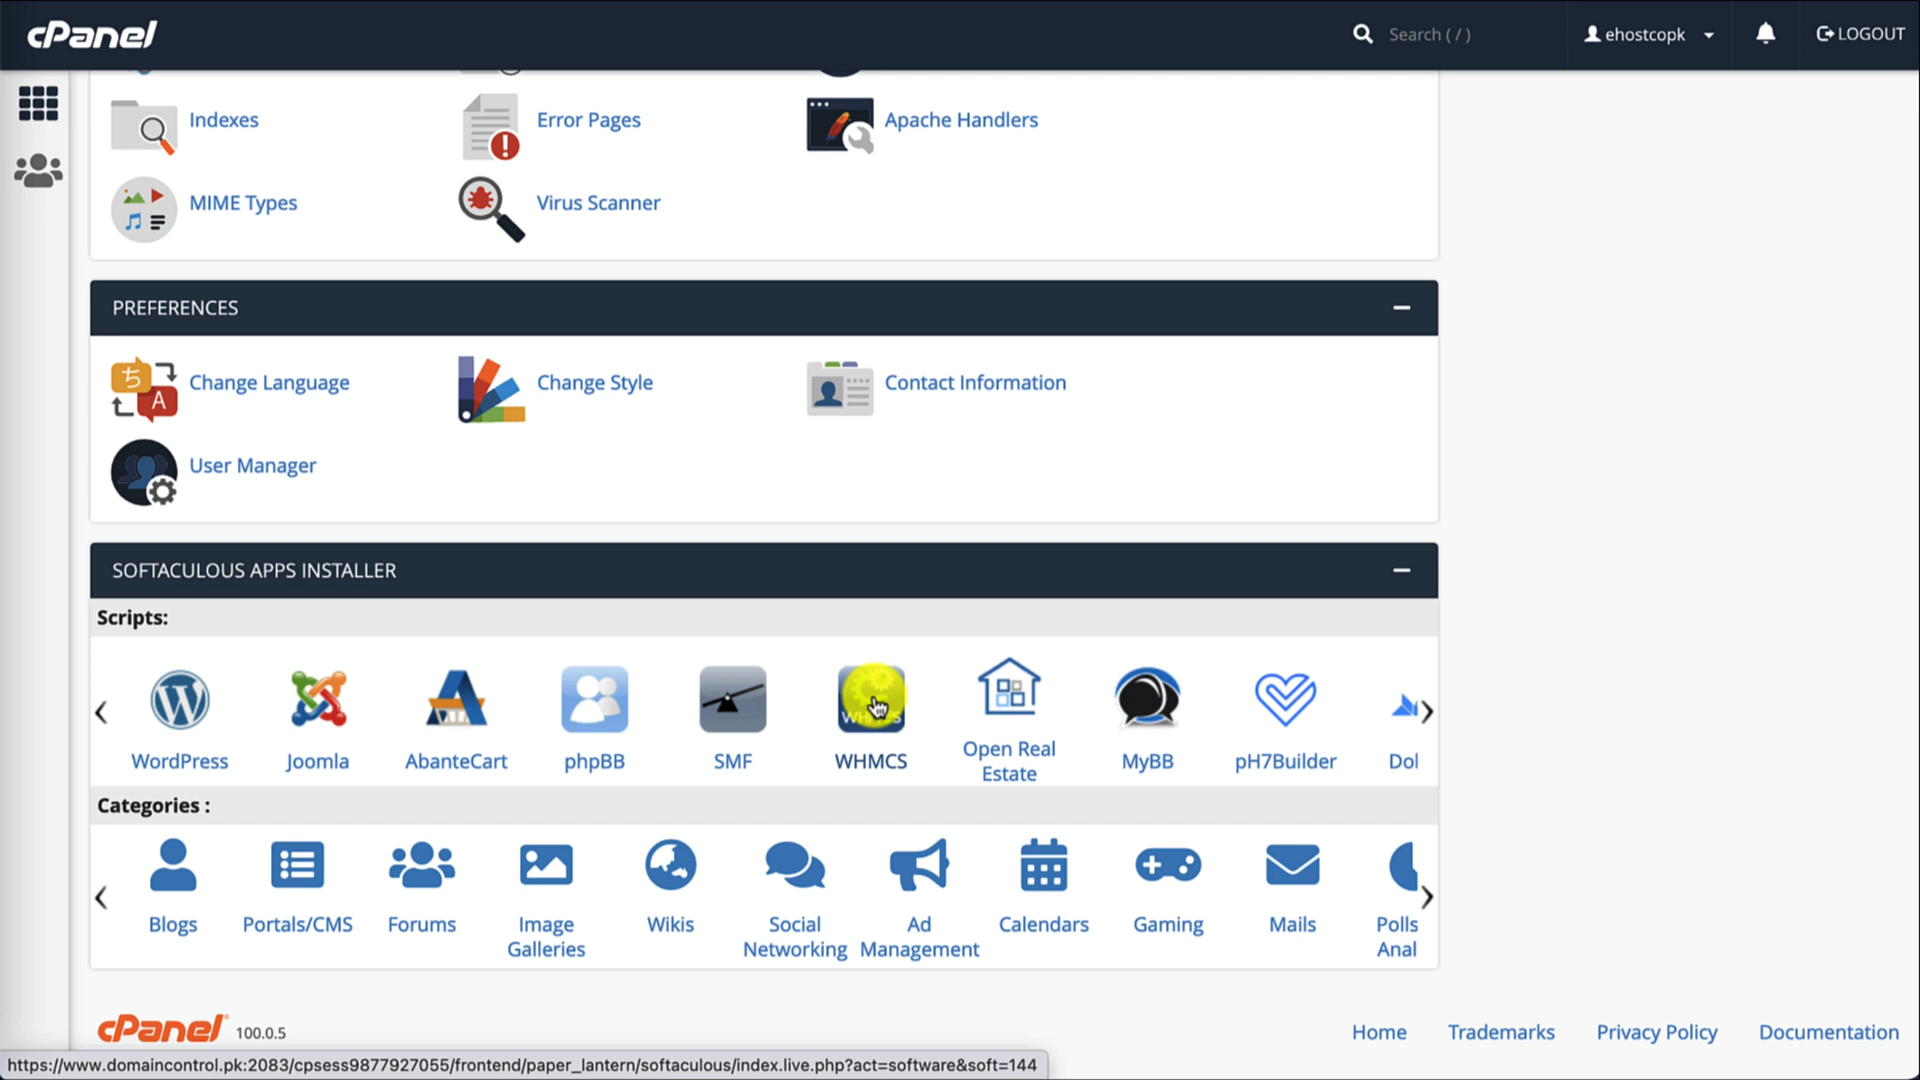 cPanel
Search ( / )
ehostcopk
LOGOUT
Indexes
Error Pages
Apache Handlers
MIME Types
Virus Scanner
PREFERENCES
ち
A
Change Language
Change Style
Contact Information
User Manager
SOFTACULOUS APPS INSTALLER
Scripts:
WordPress
Joomla
AbanteCart
phpBB
SMF
WHMCS
Open Real
Estate
MyBB
pH7Builder
Dol
Categories :
Blogs
Portals/CMS
Forums
Image
Galleries
Wikis
Social
Networking
Ad
Management
Calendars
Gaming
Mails
Polls
Anal
cPanel® 100.0.5
Home
Trademarks
Privacy Policy
Documentation
https://www.domaincontrol.pk:2083/cpsess9877927055/frontend/paper_lantern/softaculous/index.live.php?act=software&soft=144